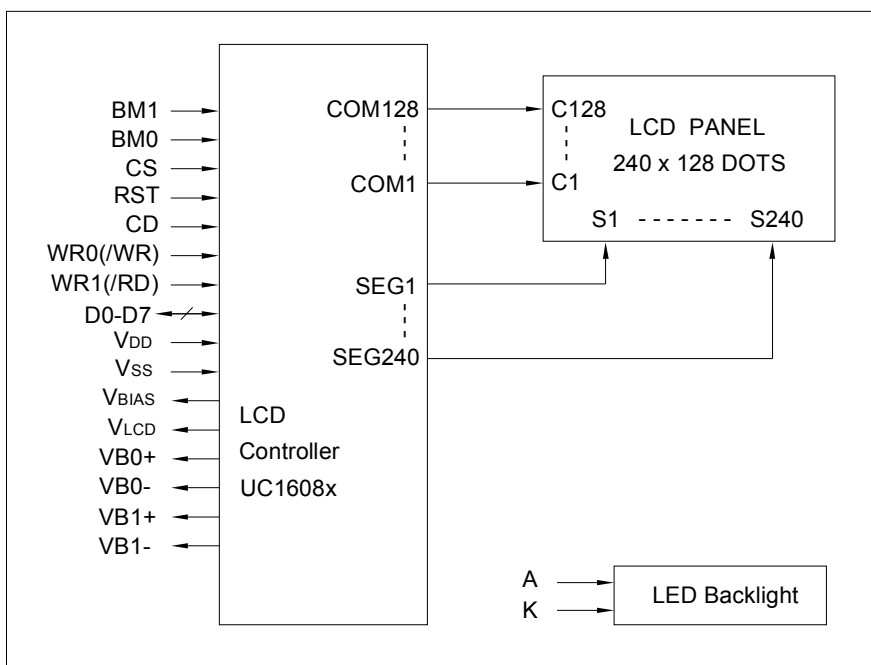 BM1
BM0
CS
RST
CD
WR0(/WR)
WR1(/RD)
D0-D7
VDD
VSS
VBIAS
VLCD
VB0+
VB0-
VB1+
VB1-
COM128
COM1
SEG1
SEG240
LCD
Controller
UC1608x
C128
C1
LCD PANEL
240 x 128 DOTS
S1 - - - - - - - S240
A
K
LED Backlight